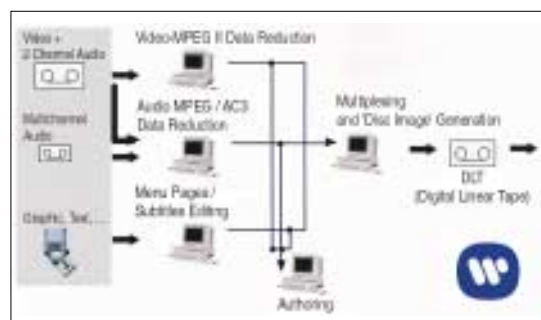 Video +
2 Channel Audio
Video-MPEG II Data Reduction
Multichannel
Audio
Audio MPEG / AC3
Data Reduction
Multiplexing
and 'Disc Image' Generation
DLT
(Digital Linear Tape)
Menu Pages /
Subtitles Editing
Graphic, Text, ...
Authoring